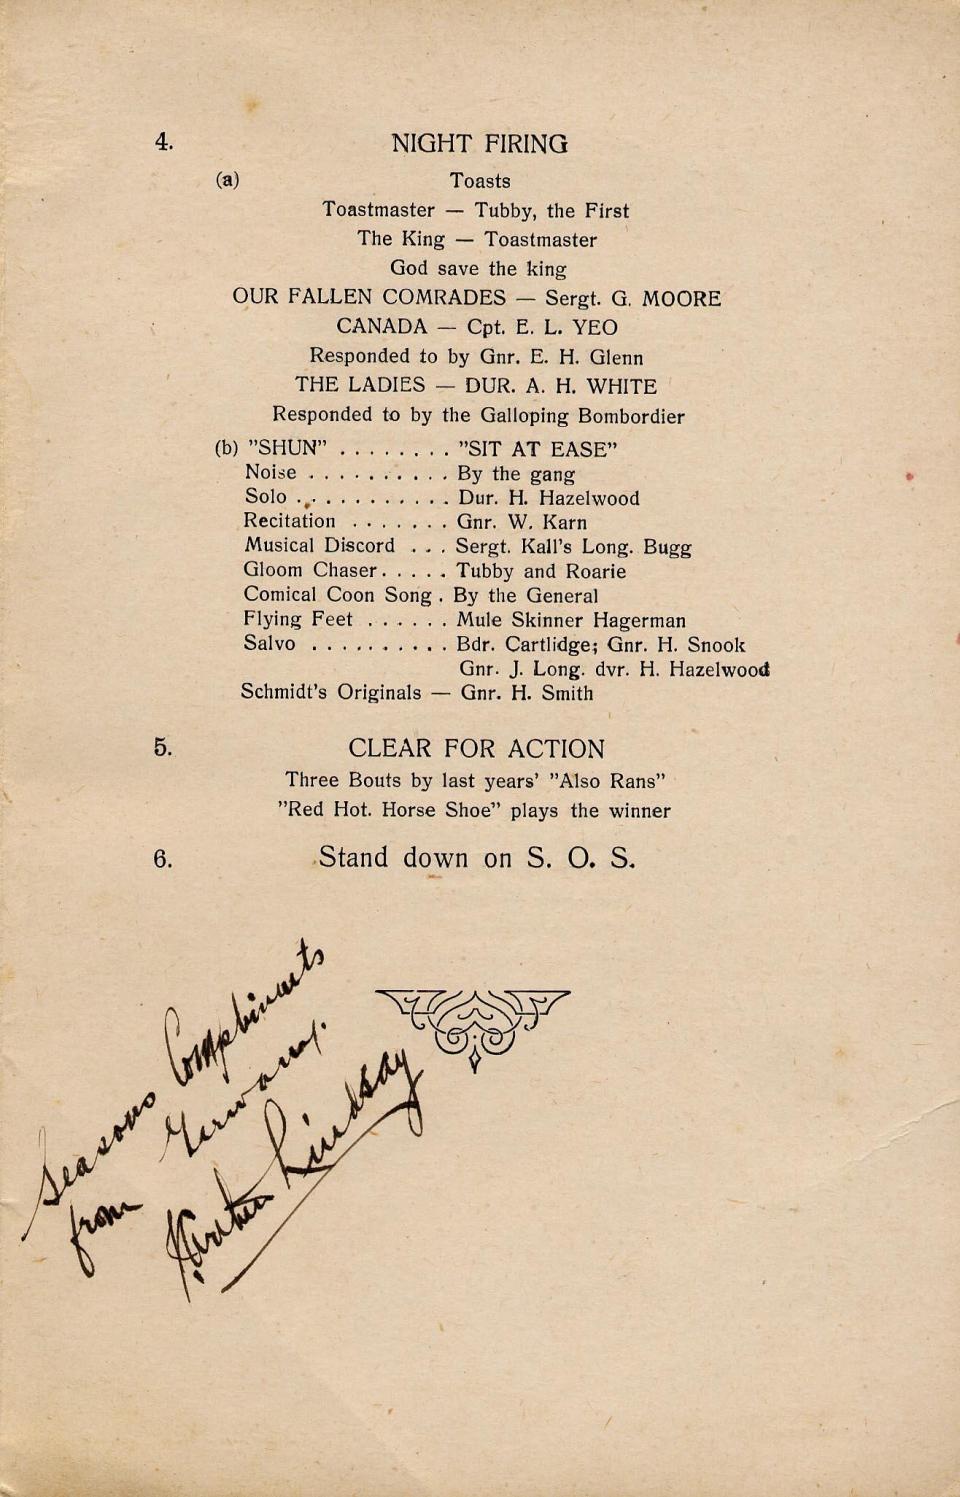 4. NIGHT FIRING
(a) Toasts
Toastmaster — Tubby, the First
The King — Toastmaster
God save the king
OUR FALLEN COMRADES — Sergt. G. MOORE
CANADA — Cpt. E. L. YEO
Responded to by Gnr. E. H. Glenn
THE LADIES — DUR. A. H. WHITE
Responded to by the Galloping Bombordier
(b) "SHUN" ........ "SIT AT EASE"
Noise .......... By the gang
Solo ........... Dur. H. Hazelwood
Recitation ....... Gnr. W. Karn
Musical Discord ... Sergt. Kall's Long. Bugg
Gloom Chaser..... Tubby and Roarie
Comical Coon Song . By the General
Flying Feet ...... Mule Skinner Hagerman
Salvo .......... Bdr. Cartlidge; Gnr. H. Snook
Gnr. J. Long. dvr. H. Hazelwood
Schmidt's Originals — Gnr. H. Smith
5. CLEAR FOR ACTION
Three Bouts by last years' "Also Rans"
"Red Hot. Horse Shoe" plays the winner
6. Stand down on S. O. S.
Seasons Compliments
from Germany.
Lindsay